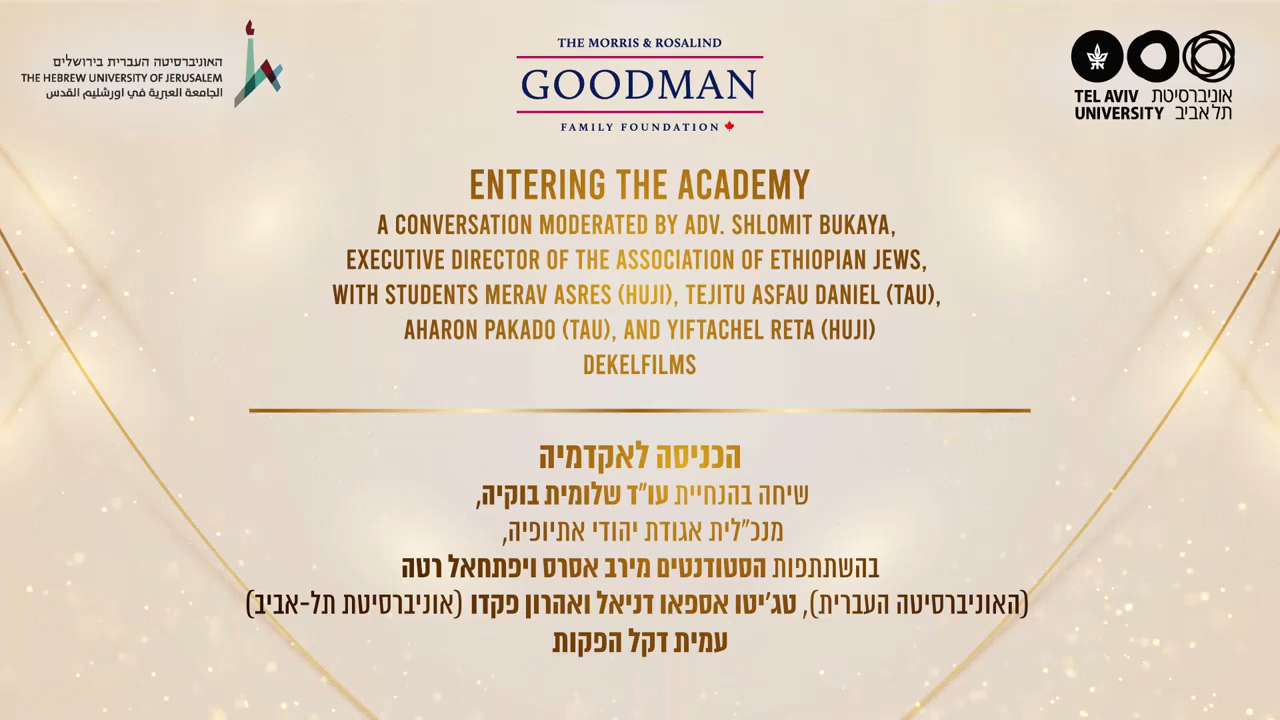 האוניברסיטה העברית בירושלים
THE HEBREW UNIVERSITY OF JERUSALEM
الجامعة العبرية في اورشليم القدس
THE MORRIS & ROSALIND
GOODMAN
FAMILY FOUNDATION
TEL AVIV אוניברסיטת
UNIVERSITY תל אביב
ENTERING THE ACADEMY
A CONVERSATION MODERATED BY ADV. SHLOMIT BUKAYA,
EXECUTIVE DIRECTOR OF THE ASSOCIATION OF ETHIOPIAN JEWS,
WITH STUDENTS MERAV ASRES (HUJI), TEJITU ASFAU DANIEL (TAU),
AHARON PAKADO (TAU), AND YIFTACHEL RETA (HUJI)
DEKELFILMS
הכניסה לאקדמיה
שיחה בהנחיית עו"ד שלומית בוקיה,
מנכ"לית אגודת יהודי אתיופיה,
בהשתתפות הסטודנטים מירב אסרס ויפתחאל רטה
(האוניברסיטה העברית), טג'יטו אספאו דניאל ואהרון פקדו (אוניברסיטת תל-אביב)
עמית דקל הפקות